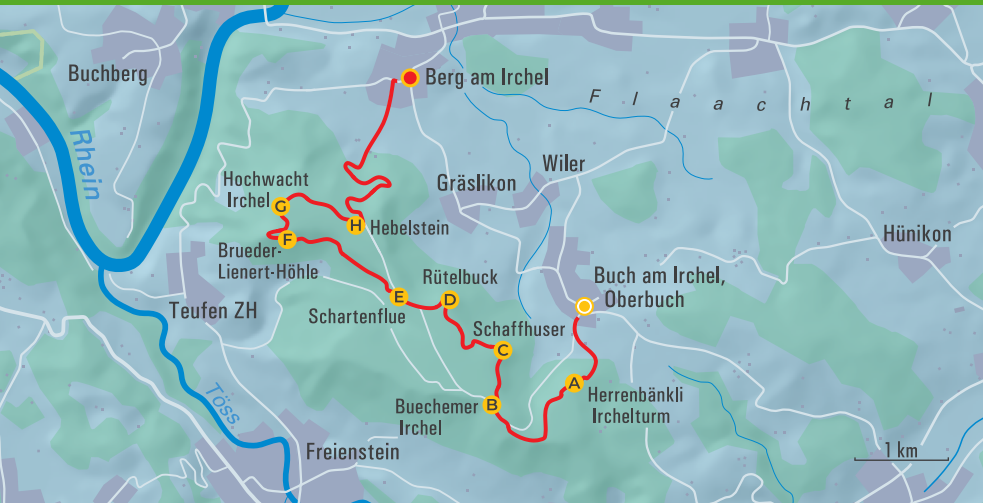 Buchberg
Berg am Irchel
Flaachtal
Rhein
Wiler
Hochwacht
Irchel
G
Gräslikon
H
Hebelstein
F
Brueder-
Lienert-Höhle
Hünikon
Buch am Irchel,
Oberbuch
Rütelbuck
E
D
Schartenflue
Teufen ZH
Schaffhuser
C
A
Herrenbänkli
Irchelturm
Buechemer
Irchel
B
Töss
Freienstein
1 km